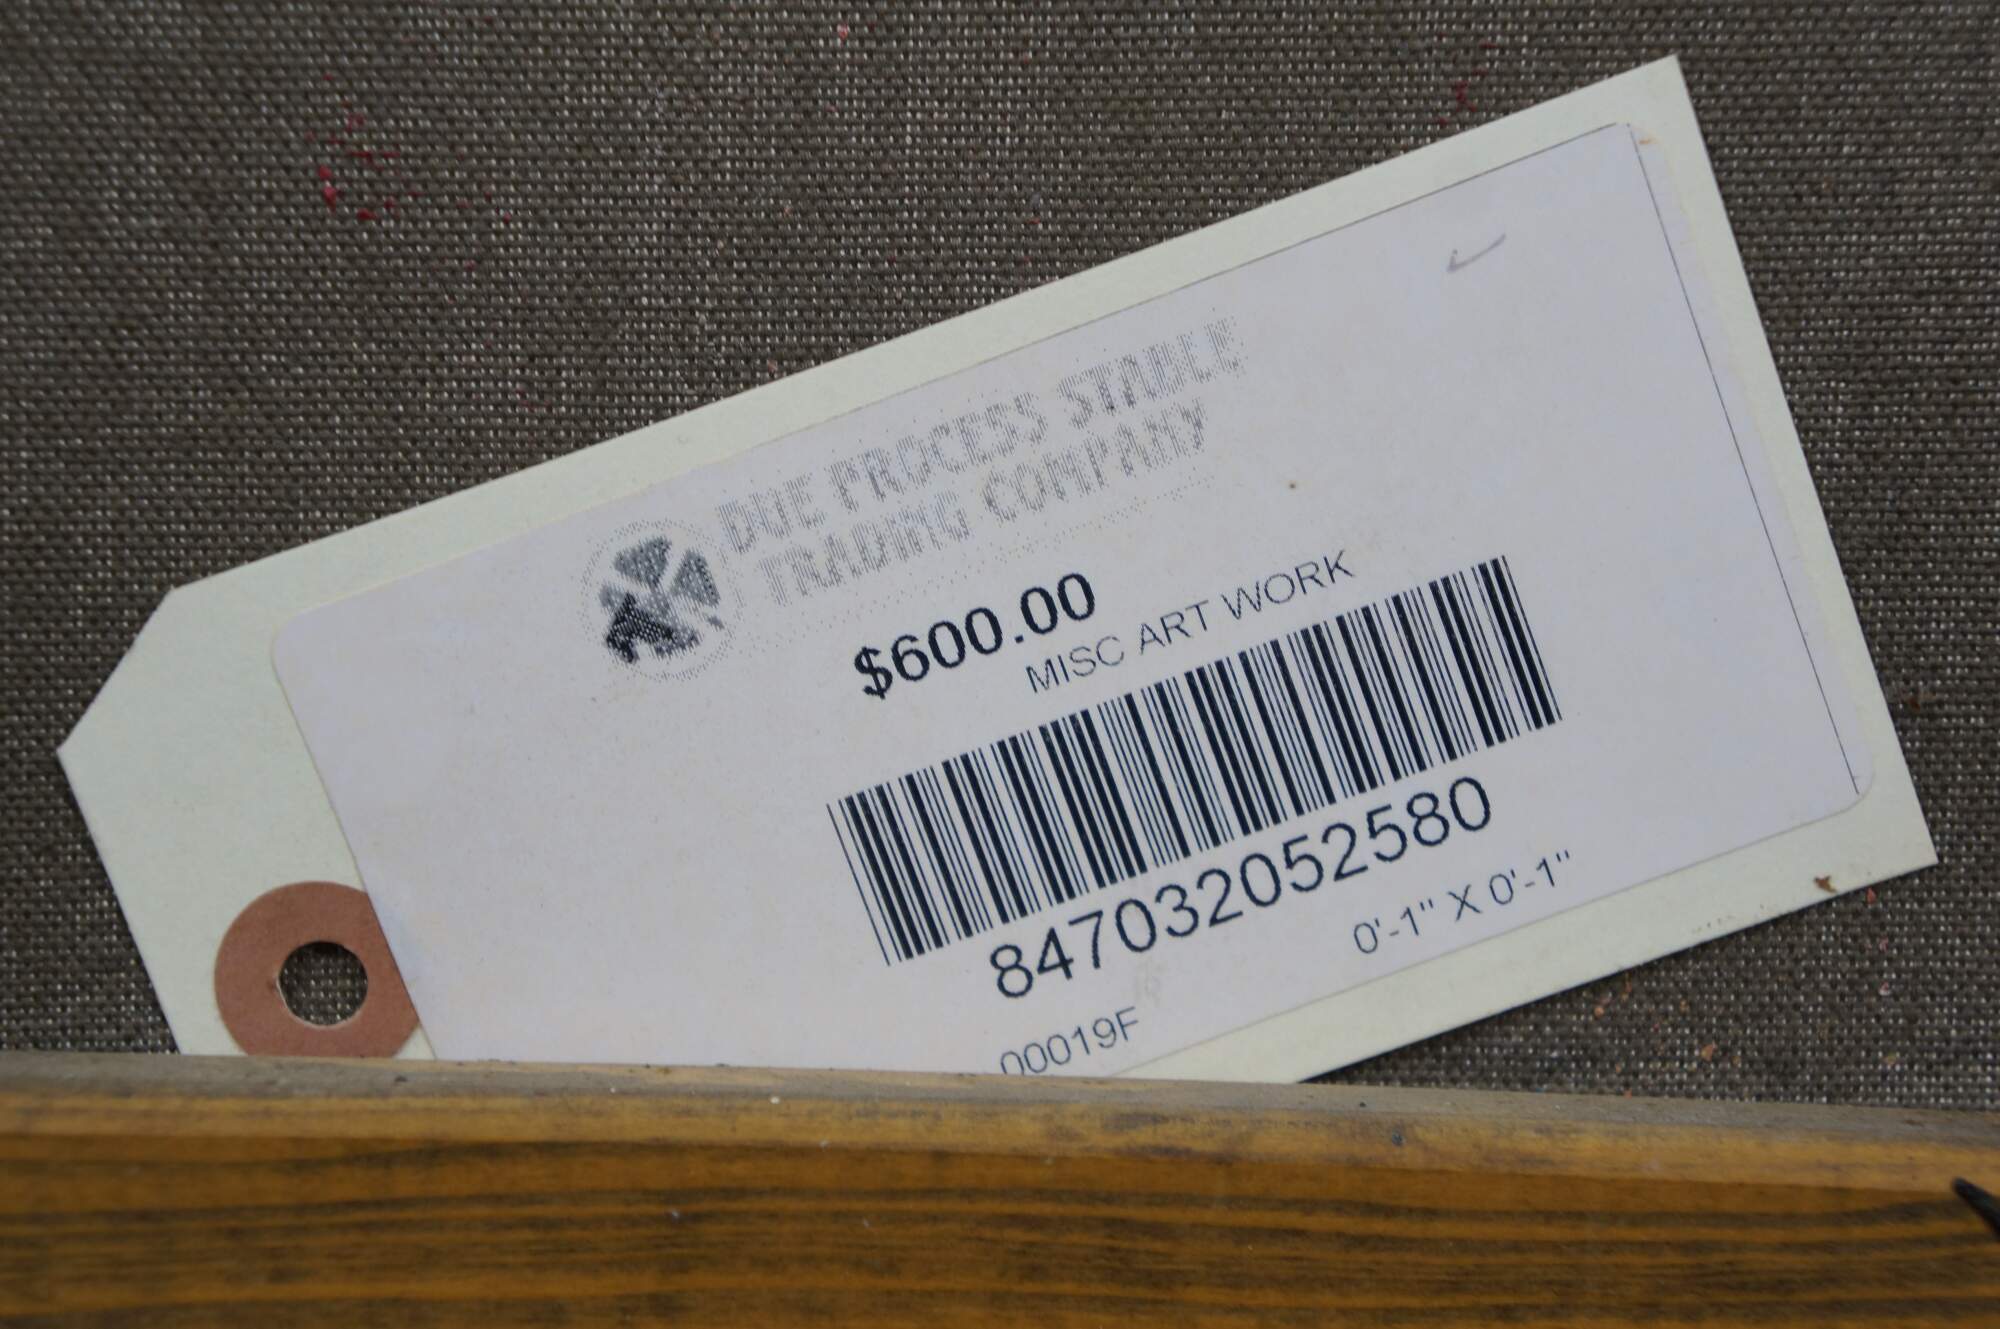 DUE PROCESS STABLE
TRADING COMPANY
$600.00
MISC ART WORK
847032052580
0'-1" X 0'-1"
00019F